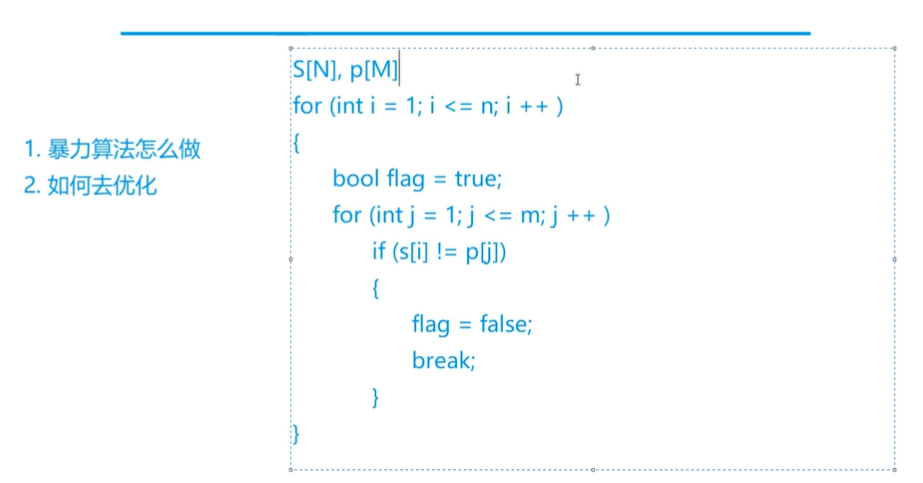 S[N], p[M]
for (int i = 1; i <= n; i ++ )
{
1. 暴力算法怎么做
bool flag = true;
2. 如何去优化
for (int j = 1; j <= m; j ++ )
if (s[i] != p[j])
{
flag = false;
break;
}
}